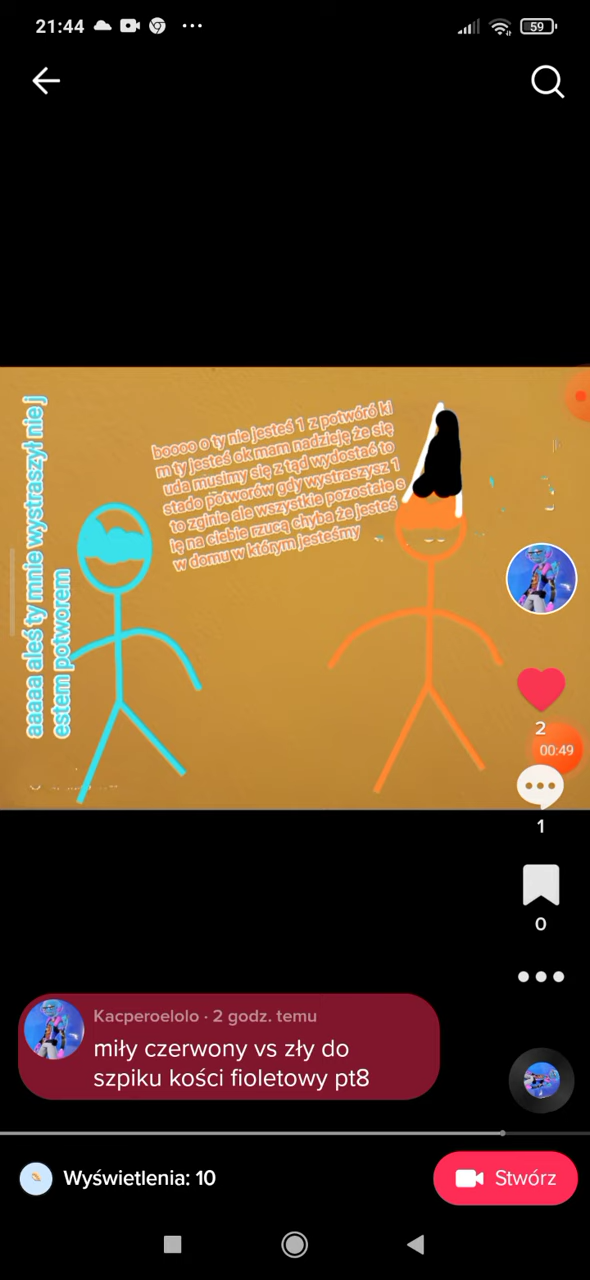 21:44
59
aaaaa aleś ty mnie wystraszył nie j
estem potworem
boooo o ty nie jesteś 1 z potwóró ki
m ty jesteś ok mam nadzieję że się
uda musimy się z tąd wydostać to
stado potworów gdy wystraszysz 1
to zginie ale wszystkie pozostałe s
ię na ciebie rzucą chyba że jesteś
w domu w którym jesteśmy
2
00:49
1
0
Kacperoelolo · 2 godz. temu
miły czerwony vs zły do
szpiku kości fioletowy pt8
Wyświetlenia: 10
Stwórz